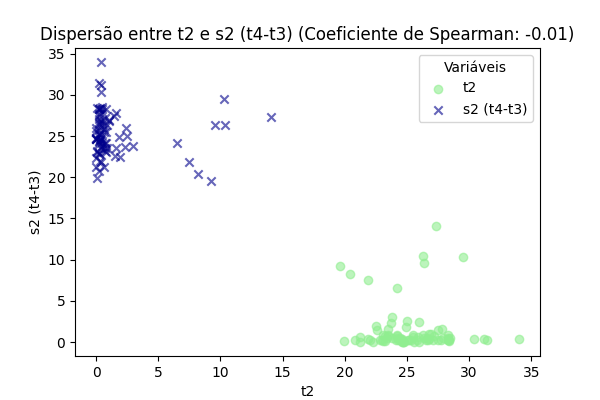 Dispersão entre t2 e s2 (t4-t3) (Coeficiente de Spearman: -0.01)
Variáveis
t2
s2 (t4-t3)
s2 (t4-t3)
35
30
25
20
15
10
5
0
0 5 10 15 20 25 30 35
t2